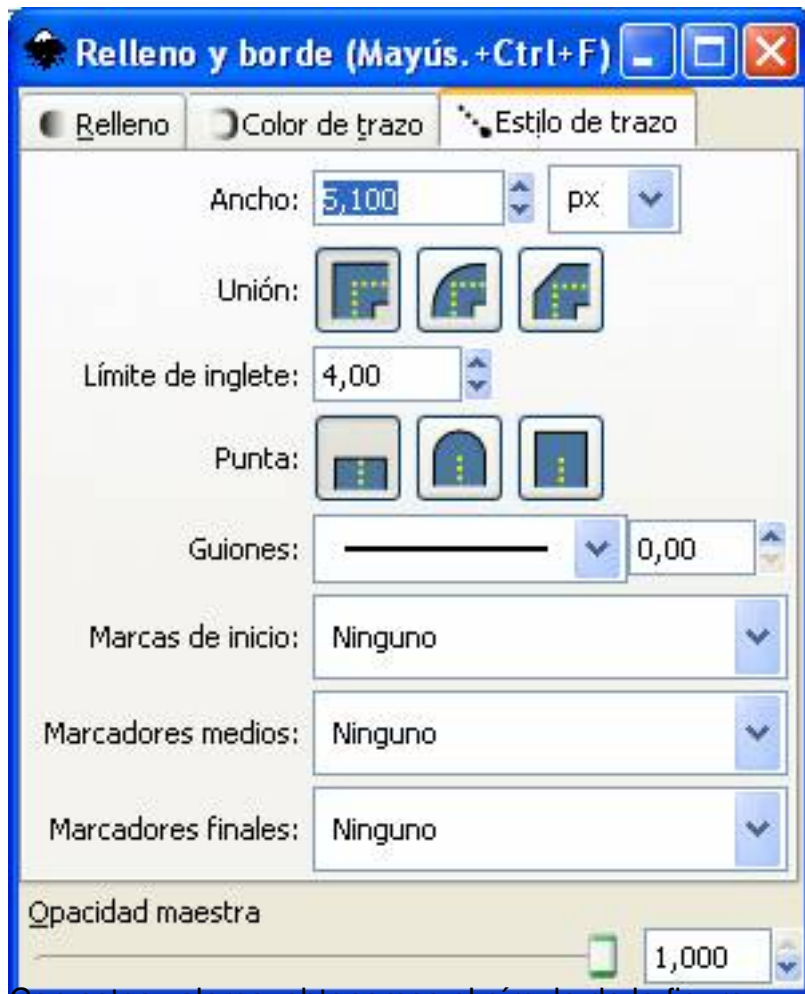 Relleno y borde (Mayús.+Ctrl+F)
Relleno Color de trazo Estilo de trazo
Ancho: 5,100 px
Unión:
Límite de inglete: 4,00
Punta:
Guiones: 0,00
Marcas de inicio: Ninguno
Marcadores medios: Ninguno
Marcadores finales: Ninguno
Opacidad maestra
1,000